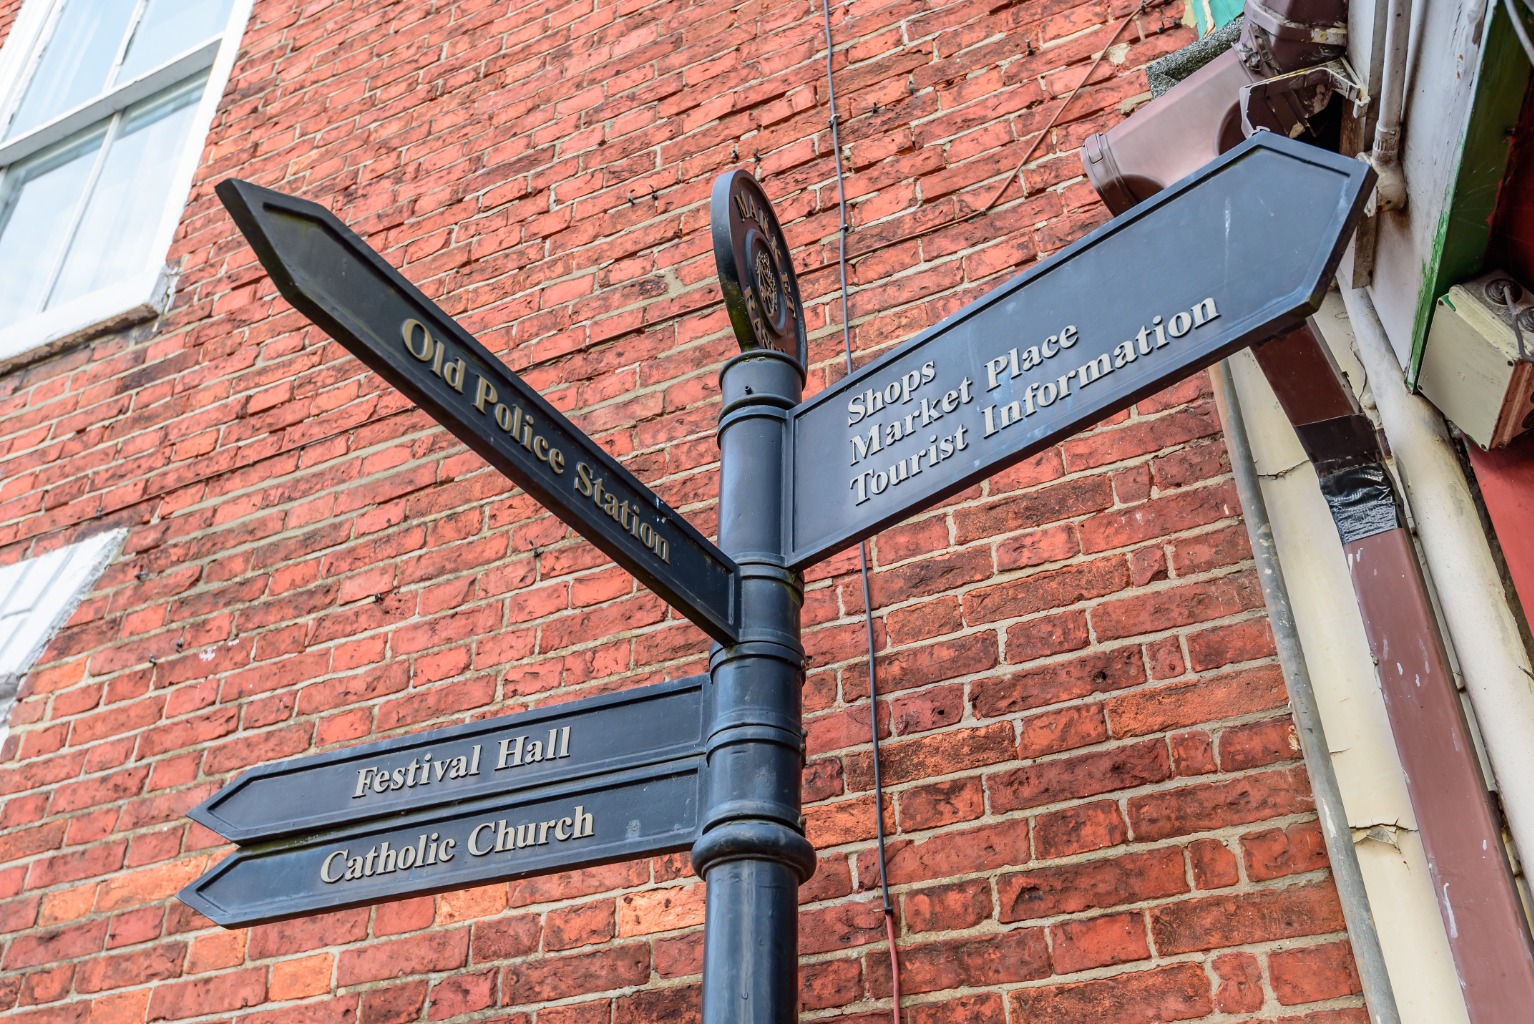 Old Police Station
Shops
Market Place
Tourist Information
Festival Hall
Catholic Church